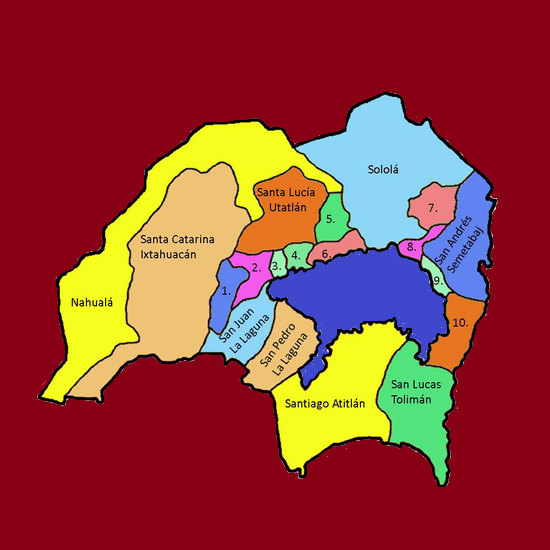 Sololá
Santa Lucía
Utatlán
5.
7.
San Andrés
Semetabaj
Santa Catarina
Ixtahuacán
8.
6.
4.
3.
2.
1.
9.
Nahualá
San Juan
La Laguna
San Pedro
La Laguna
10.
San Lucas
Tolimán
Santiago Atitlán